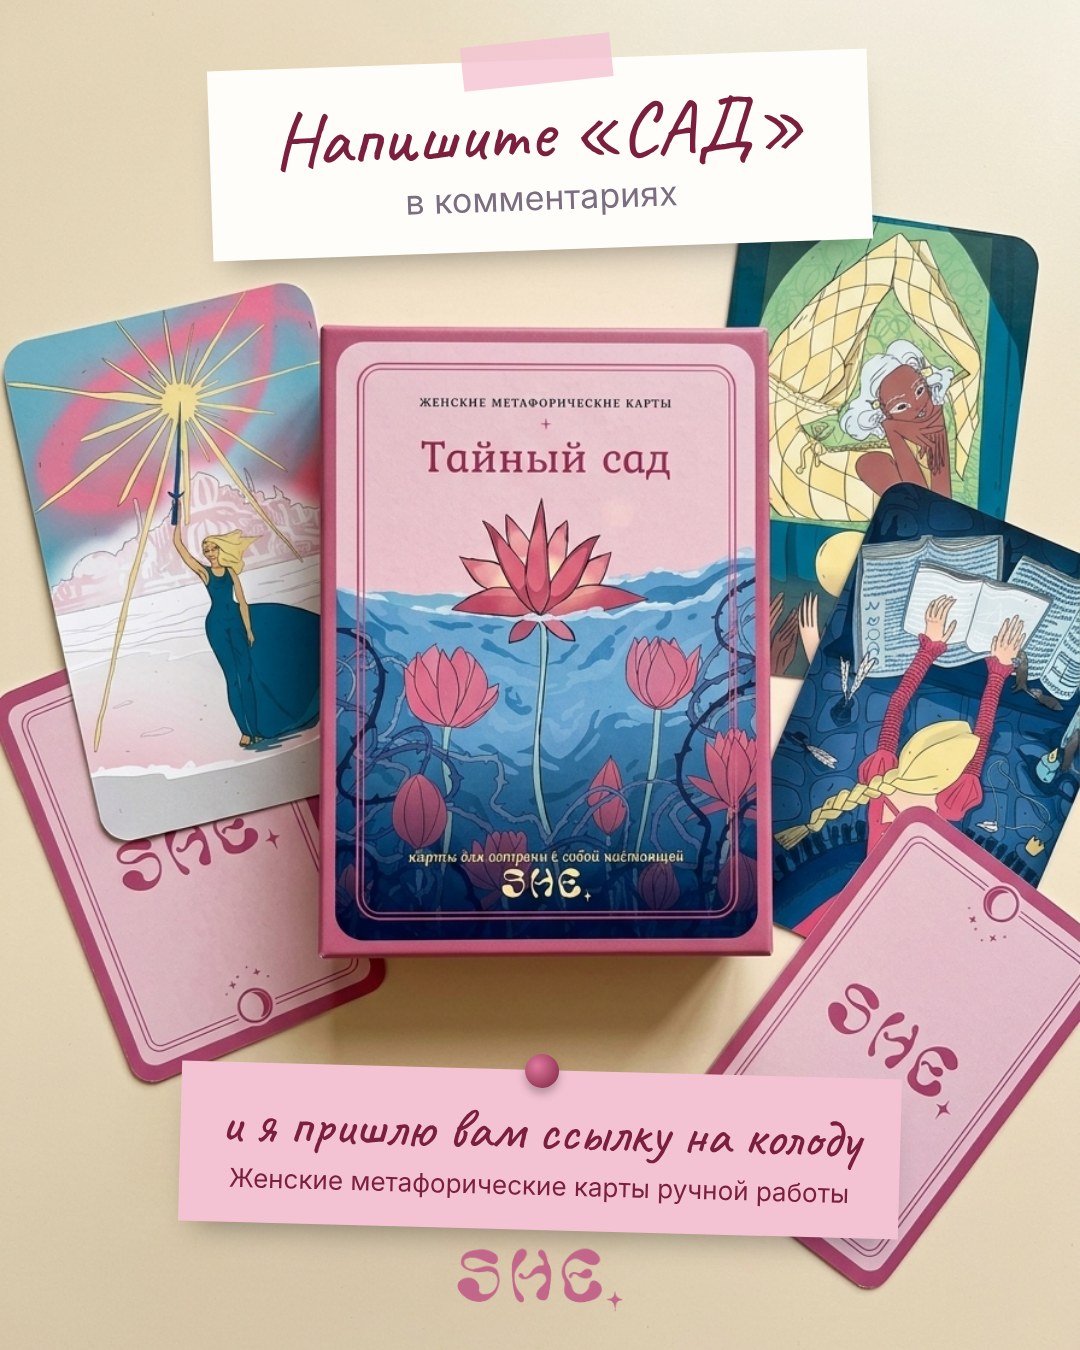 Напишите «САД»
в комментариях
ЖЕНСКИЕ МЕТАФОРИЧЕСКИЕ КАРТЫ
Тайный сад
карты для встречи с собой настоящей
SHE
SHE
SHE
и я пришлю вам ссылку на колоду
Женские метафорические карты ручной работы
SHE